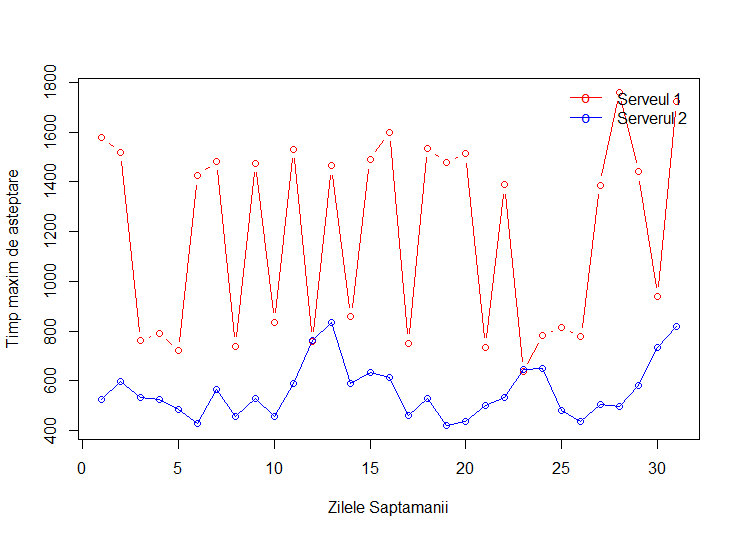 Serveul 1
Serverul 2
Timp maxim de asteptare
1800
1600
1400
1200
1000
800
600
400
0 5 10 15 20 25 30
Zilele Saptamanii